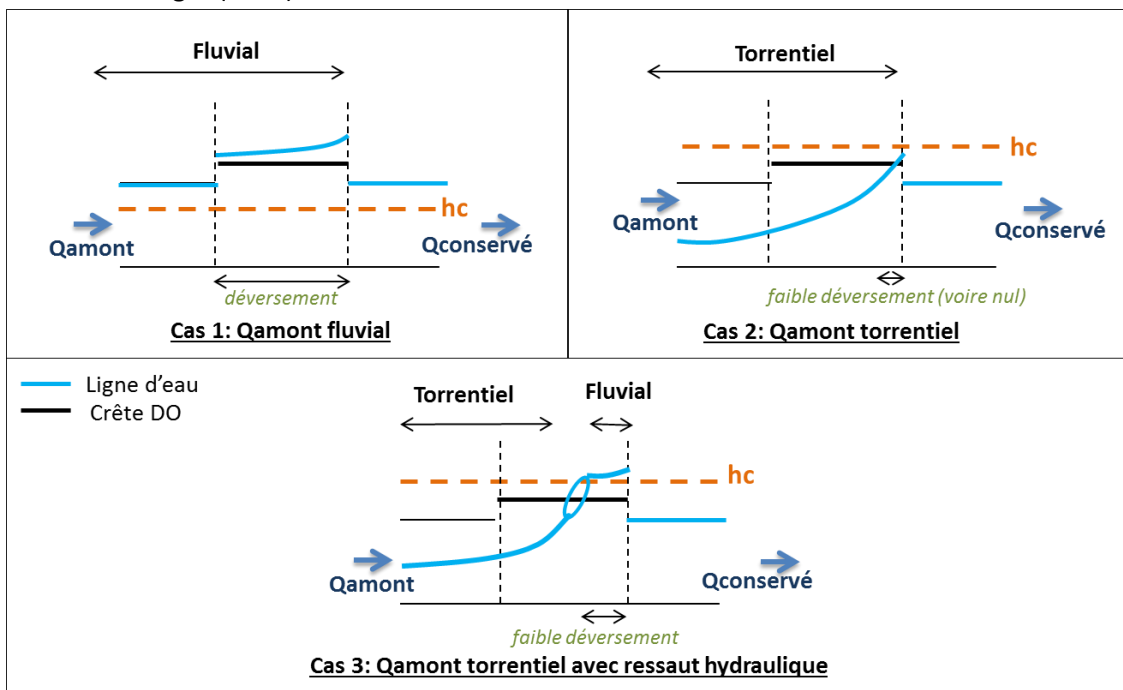 Fluvial
hc
Qamont
Qconservé
déversement
Cas 1: Qamont fluvial
Torrentiel
hc
Qamont
Qconservé
faible déversement (voire nul)
Cas 2: Qamont torrentiel
Ligne d'eau
Crête DO
Torrentiel
Fluvial
hc
Qamont
Qconservé
faible déversement
Cas 3: Qamont torrentiel avec ressaut hydraulique